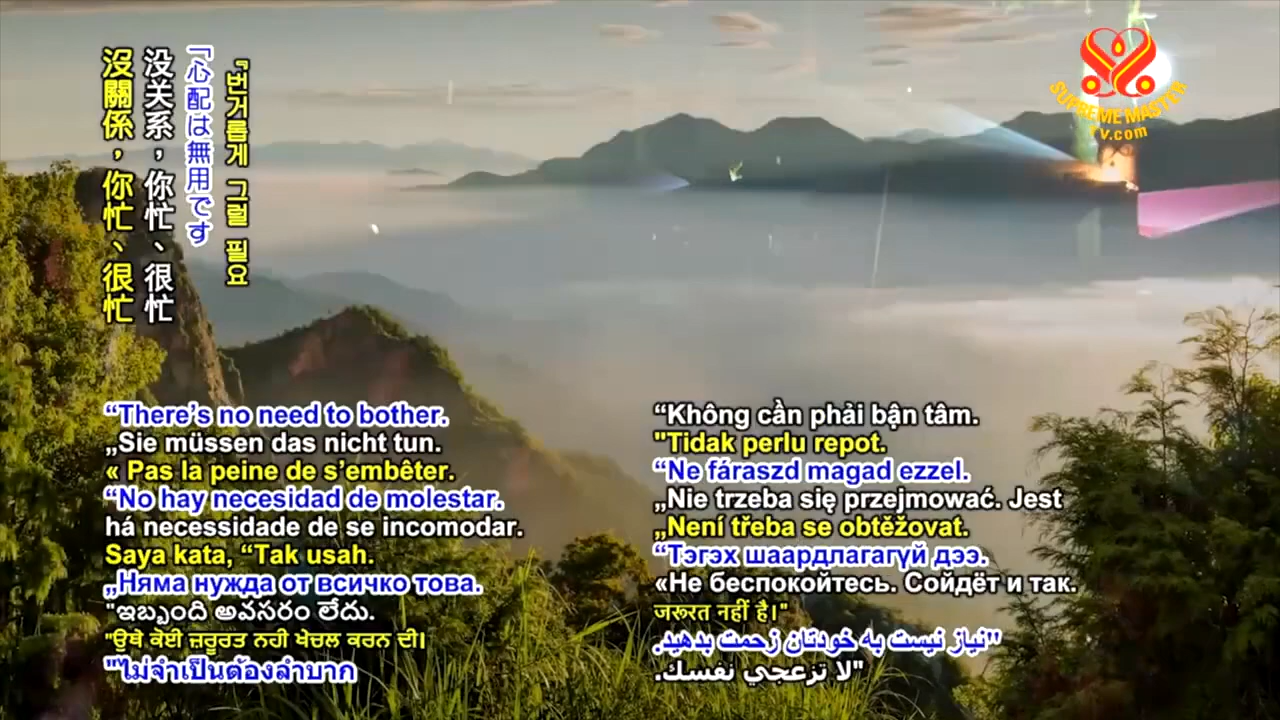 『번거롭게 그럴 필요
「心配は無用です
没关系，你忙、很忙
沒關係，你忙、很忙
SUPREME MASTER
TV.com
“There’s no need to bother.
„Sie müssen das nicht tun.
« Pas la peine de s’embêter.
“No hay necesidad de molestar.
há necessidade de se incomodar.
Saya kata, “Tak usah.
„Няма нужда от всичко това.
"ఇబ్బంది అవసరం లేదు.
"ਉਥੇ ਕੋਈ ਜ਼ਰੂਰਤ ਨਹੀ ਖੇਚਲ ਕਰਨ ਦੀ।
"ไม่จำเป็นต้องลำบาก
“Không cần phải bận tâm.
"Tidak perlu repot.
“Ne fáraszd magad ezzel.
„Nie trzeba się przejmować. Jest
„Není třeba se obtěžovat.
“Тэгэх шаардлагагүй дээ.
«Не беспокойтесь. Сойдёт и так.
जरूरत नहीं है।"
"نیاز نیست به خودتان زحمت بدهید.
"لا تزعجي نفسك.